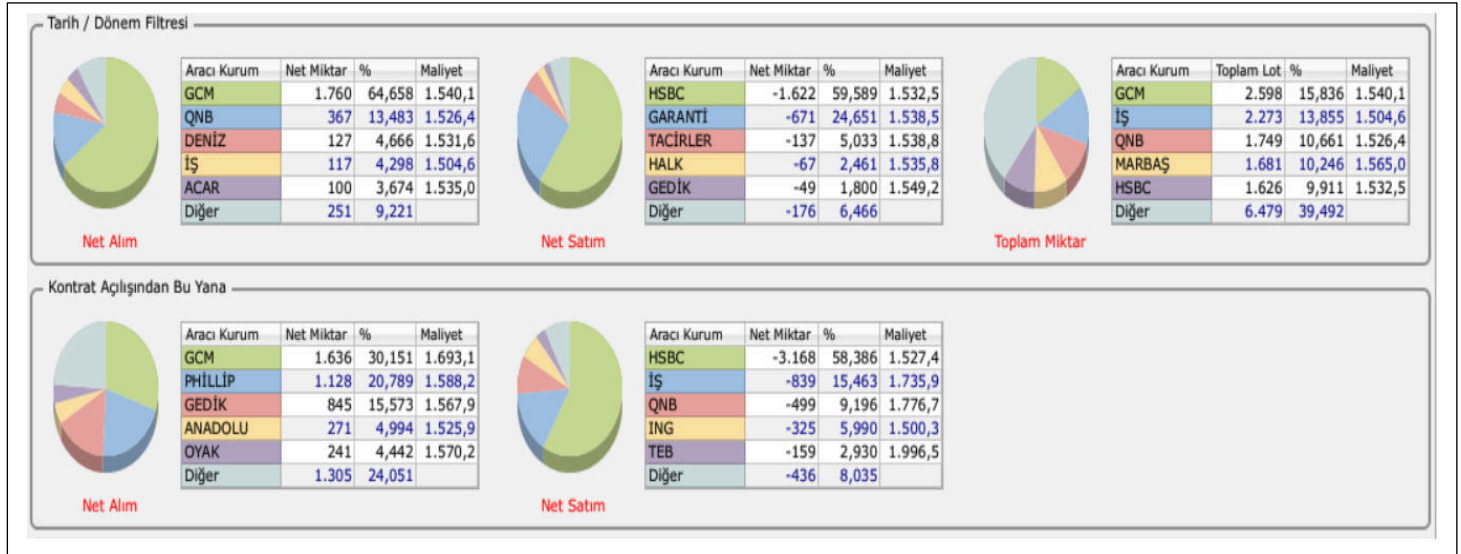 Tarih / Dönem Filtresi
Aracı Kurum Net Miktar % Maliyet
GCM 1.760 64,658 1.540,1
QNB 367 13,483 1.526,4
DENİZ 127 4,666 1.531,6
İŞ 117 4,298 1.504,6
ACAR 100 3,674 1.535,0
Diğer 251 9,221
Net Alım
Aracı Kurum Net Miktar % Maliyet
HSBC -1.622 59,589 1.532,5
GARANTİ -671 24,651 1.538,5
TACİRLER -137 5,033 1.538,8
HALK -67 2,461 1.535,8
GEDİK -49 1,800 1.549,2
Diğer -176 6,466
Net Satım
Aracı Kurum Toplam Lot % Maliyet
GCM 2.598 15,836 1.540,1
İŞ 2.273 13,855 1.504,6
QNB 1.749 10,661 1.526,4
MARBAŞ 1.681 10,246 1.565,0
HSBC 1.626 9,911 1.532,5
Diğer 6.479 39,492
Toplam Miktar
Kontrat Açılışından Bu Yana
Aracı Kurum Net Miktar % Maliyet
GCM 1.636 30,151 1.693,1
PHİLLİP 1.128 20,789 1.588,2
GEDİK 845 15,573 1.567,9
ANADOLU 271 4,994 1.525,9
OYAK 241 4,442 1.570,2
Diğer 1.305 24,051
Net Alım
Aracı Kurum Net Miktar % Maliyet
HSBC -3.168 58,386 1.527,4
İŞ -839 15,463 1.735,9
QNB -499 9,196 1.776,7
ING -325 5,990 1.500,3
TEB -159 2,930 1.996,5
Diğer -436 8,035
Net Satım